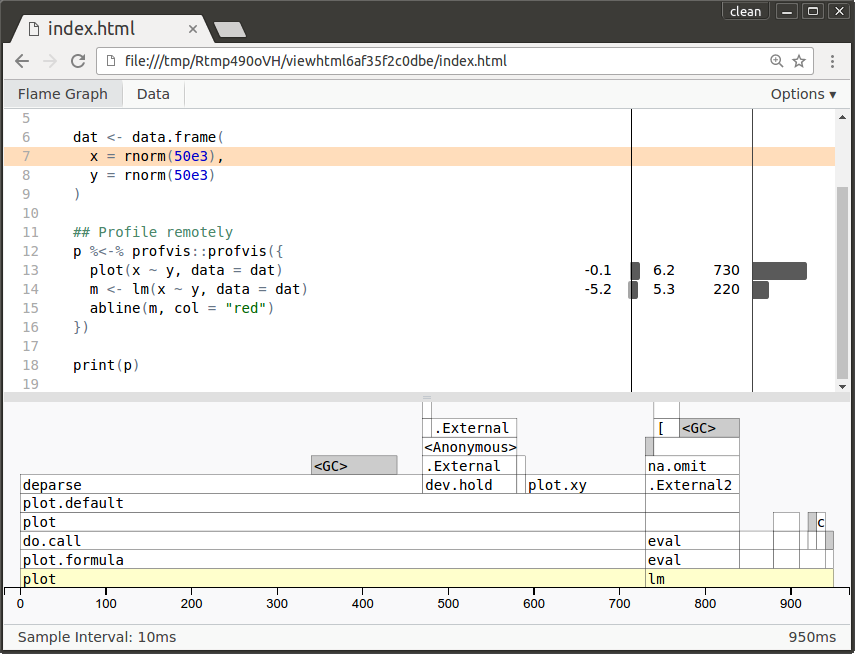 clean
index.html
file:///tmp/Rtmp490oVH/viewhtml6af35f2c0dbe/index.html
Flame Graph Data Options ▾
5
6 dat <- data.frame(
7 x = rnorm(50e3),
8 y = rnorm(50e3)
9 )
10
11 ## Profile remotely
12 p %<-% profvis::profvis({
13 plot(x ~ y, data = dat) -0.1 6.2 730
14 m <- lm(x ~ y, data = dat) -5.2 5.3 220
15 abline(m, col = "red")
16 })
17
18 print(p)
19
.External [ <GC>
<Anonymous>
<GC> .External na.omit
deparse dev.hold plot.xy .External2
plot.default
plot c
do.call eval
plot.formula eval
plot lm
0 100 200 300 400 500 600 700 800 900
Sample Interval: 10ms 950ms